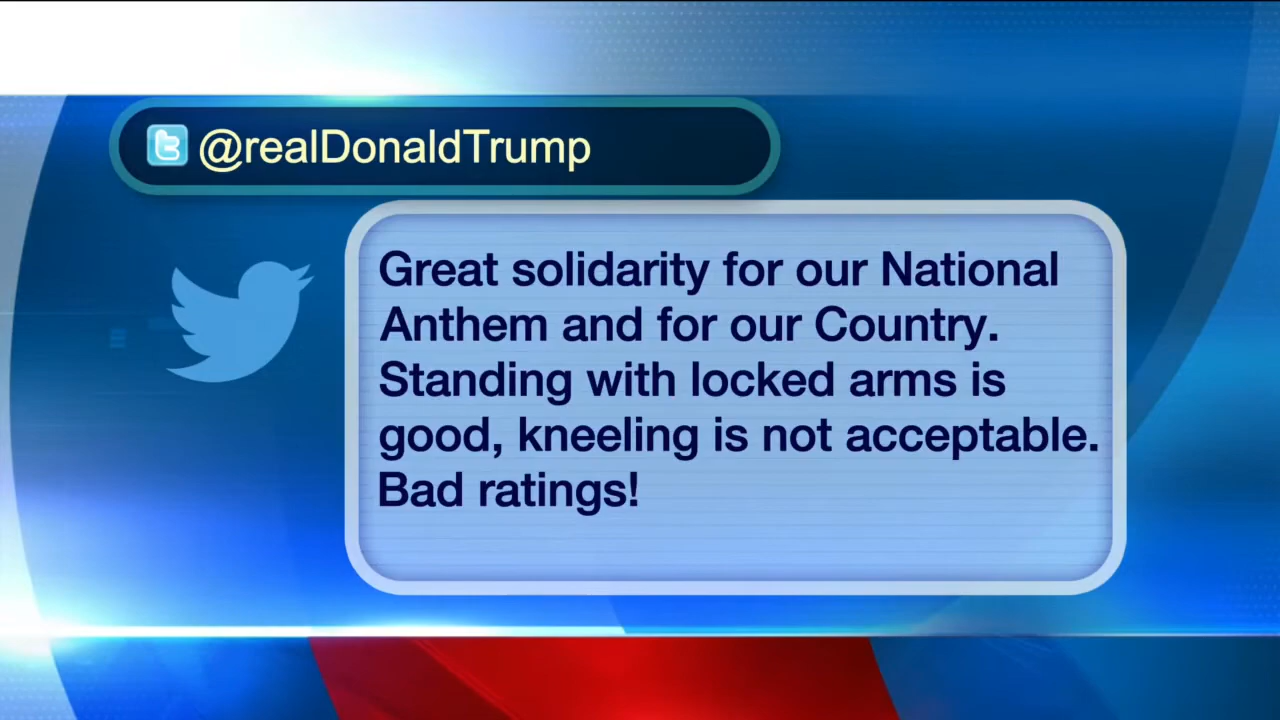 @realDonaldTrump
Great solidarity for our National
Anthem and for our Country.
Standing with locked arms is
good, kneeling is not acceptable.
Bad ratings!